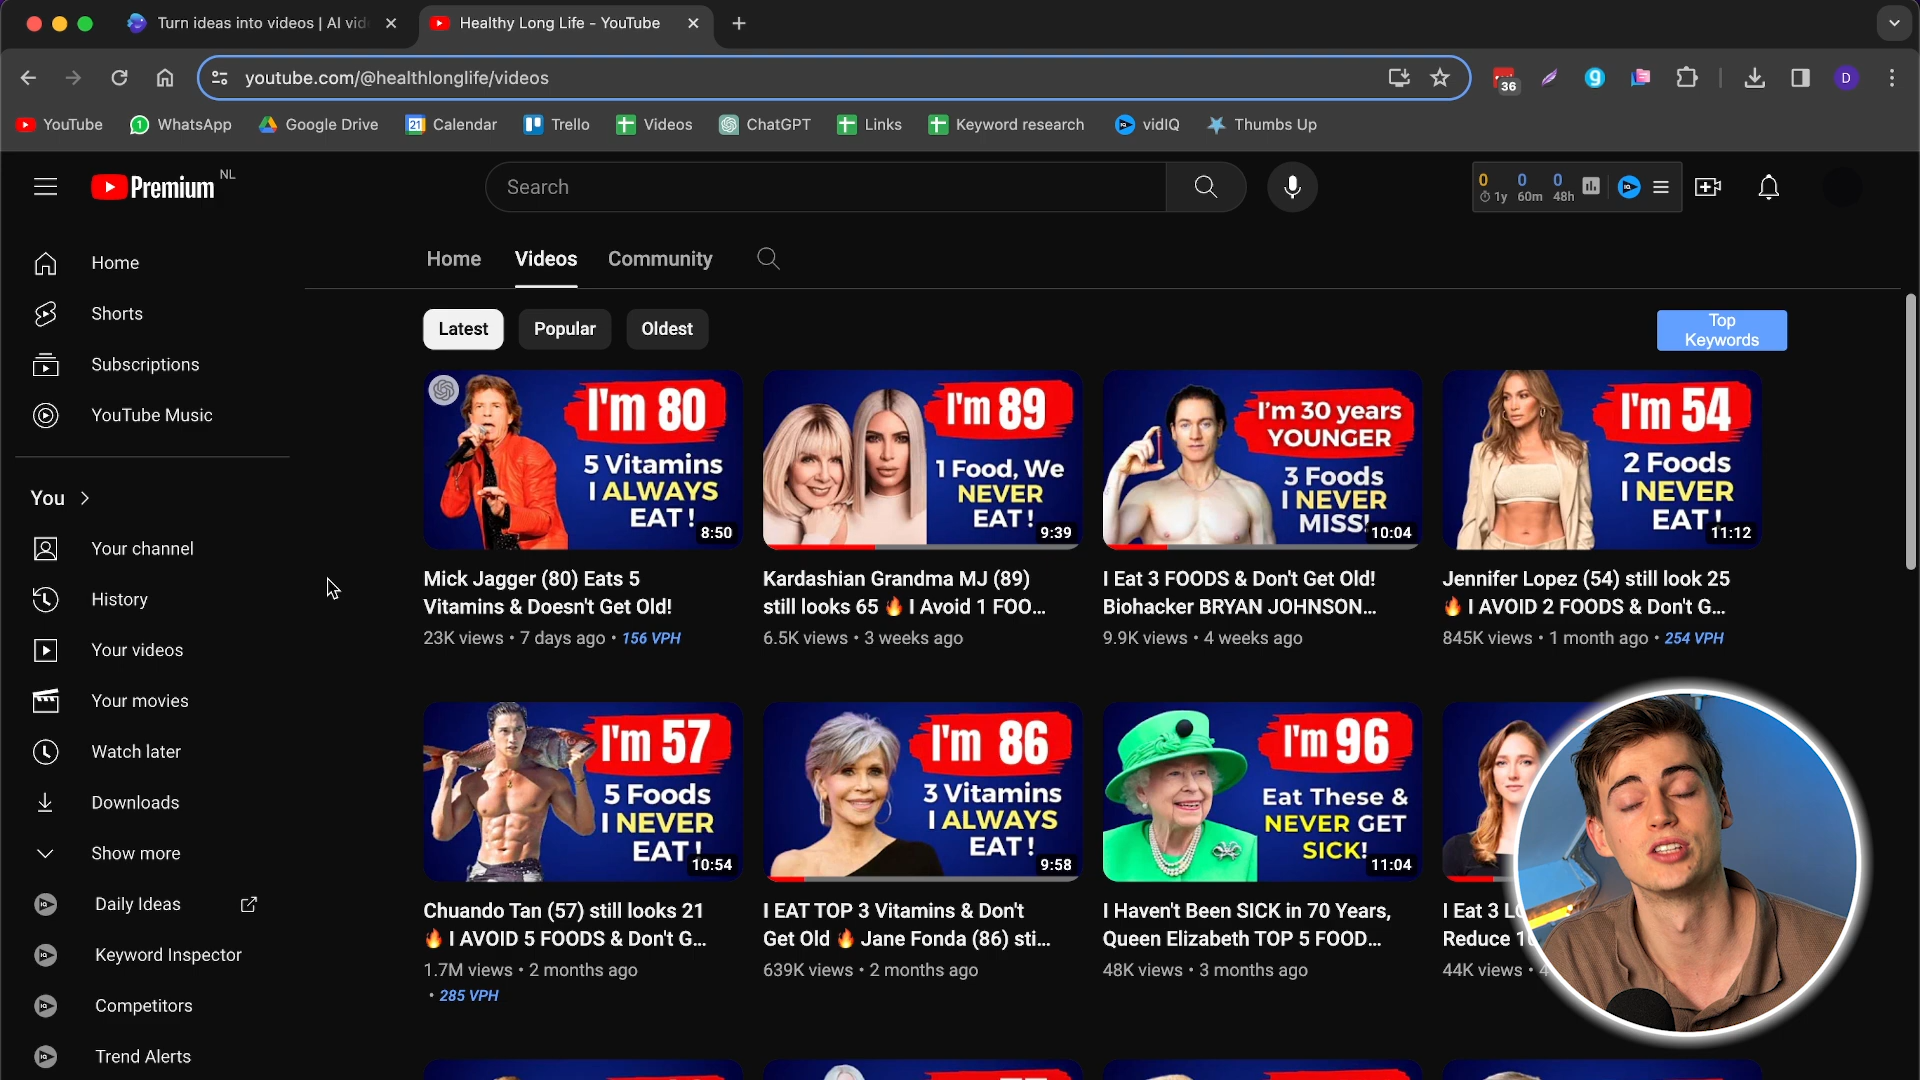 Turn ideas into videos | AI vid
Healthy Long Life - YouTube
youtube.com/@healthlonglife/videos
36
D
YouTube
WhatsApp
Google Drive
21
Calendar
Trello
Videos
ChatGPT
Links
Keyword research
vidIQ
Thumbs Up
Premium NL
Search
0 0 0
1y 60m 48h
Home
Shorts
Subscriptions
YouTube Music
You
Your channel
History
Your videos
Your movies
Watch later
Downloads
Show more
Daily Ideas
Keyword Inspector
Competitors
Trend Alerts
Home Videos Community
Latest Popular Oldest
Top
Keywords
I'm 80
5 Vitamins
I ALWAYS
EAT!
8:50
Mick Jagger (80) Eats 5
Vitamins & Doesn't Get Old!
23K views • 7 days ago • 156 VPH
I'm 89
1 Food, We
NEVER
EAT!
9:39
Kardashian Grandma MJ (89)
still looks 65 🔥 I Avoid 1 FOO...
6.5K views • 3 weeks ago
I'm 30 years
YOUNGER
3 Foods
I NEVER
MISS!
10:04
I Eat 3 FOODS & Don't Get Old!
Biohacker BRYAN JOHNSON...
9.9K views • 4 weeks ago
I'm 54
2 Foods
I NEVER
EAT!
11:12
Jennifer Lopez (54) still look 25
🔥 I AVOID 2 FOODS & Don't G...
845K views • 1 month ago • 254 VPH
I'm 57
5 Foods
I NEVER
EAT!
10:54
Chuando Tan (57) still looks 21
🔥 I AVOID 5 FOODS & Don't G...
1.7M views • 2 months ago
• 285 VPH
I'm 86
3 Vitamins
I ALWAYS
EAT!
9:58
I EAT TOP 3 Vitamins & Don't
Get Old 🔥 Jane Fonda (86) sti...
639K views • 2 months ago
I'm 96
Eat These &
NEVER GET
SICK!
11:04
I Haven't Been SICK in 70 Years,
Queen Elizabeth TOP 5 FOOD...
48K views • 3 months ago
I Eat 3
Reduce
44K views •